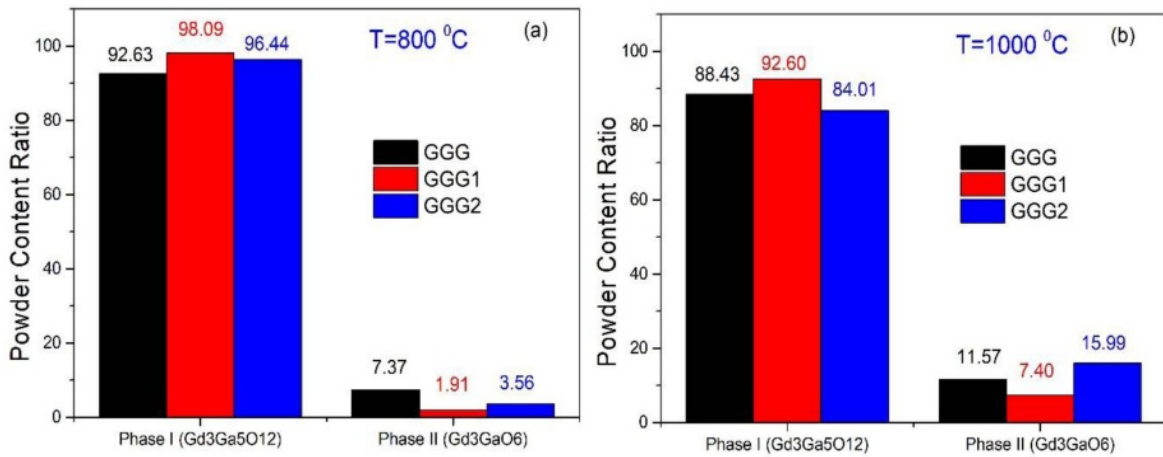 (a)
T=800 ⁰C
92.63
98.09
96.44
100
80
60
40
20
0
Powder Content Ratio
GGG
GGG1
GGG2
7.37
1.91
3.56
Phase I (Gd3Ga5O12)
Phase II (Gd3GaO6)
(b)
T=1000 ⁰C
88.43
92.60
84.01
100
80
60
40
20
0
Powder Content Ratio
GGG
GGG1
GGG2
11.57
7.40
15.99
Phase I (Gd3Ga5O12)
Phase II (Gd3GaO6)